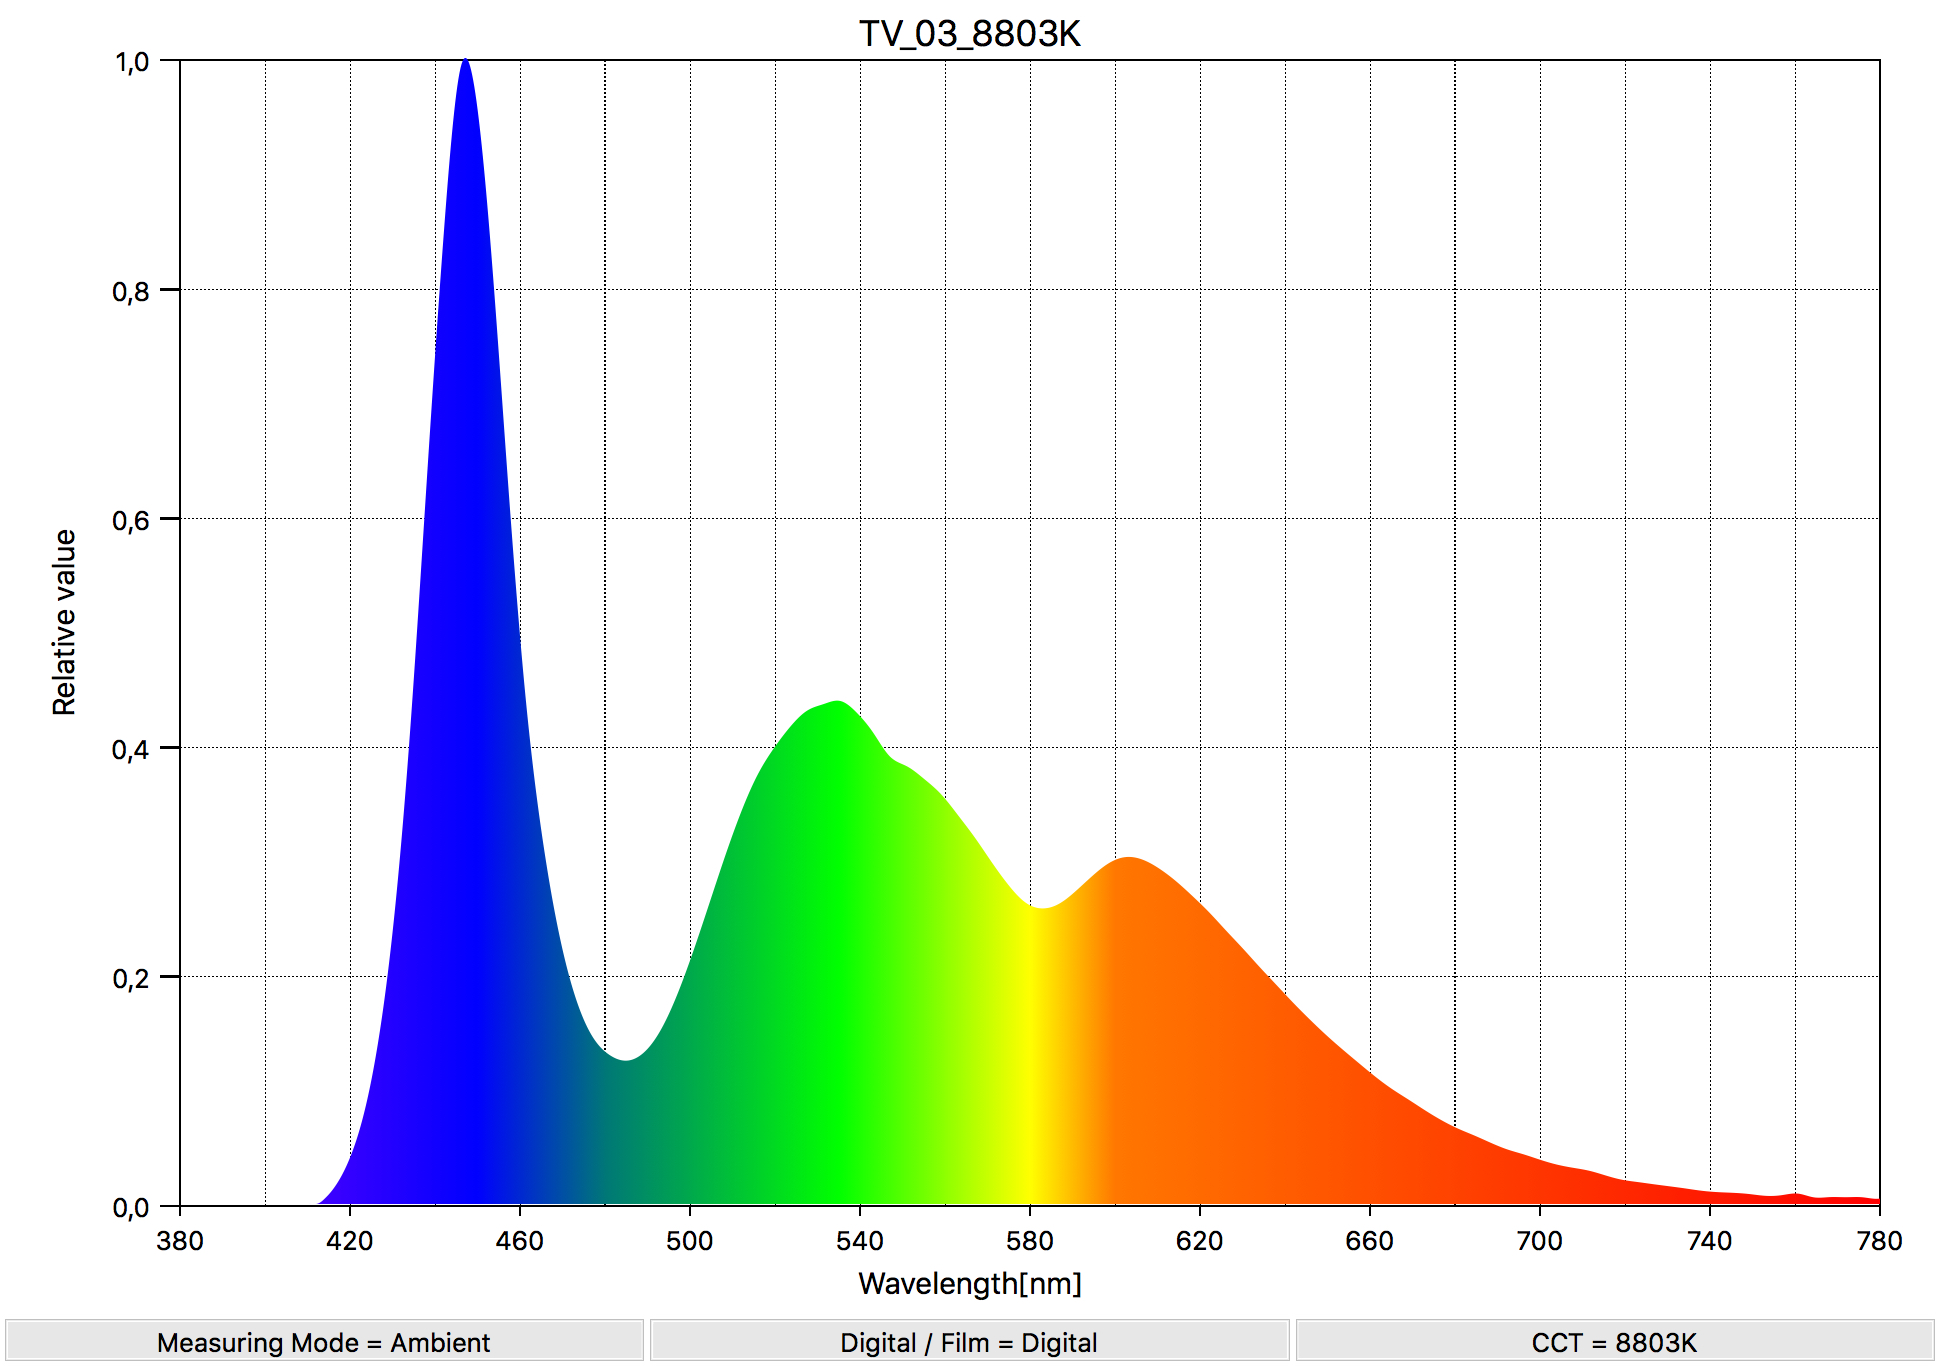 TV_03_8803K
1,0
0,8
0,6
0,4
0,2
0,0
Relative value
380 420 460 500 540 580 620 660 700 740 780
Wavelength[nm]
Measuring Mode = Ambient Digital / Film = Digital CCT = 8803K